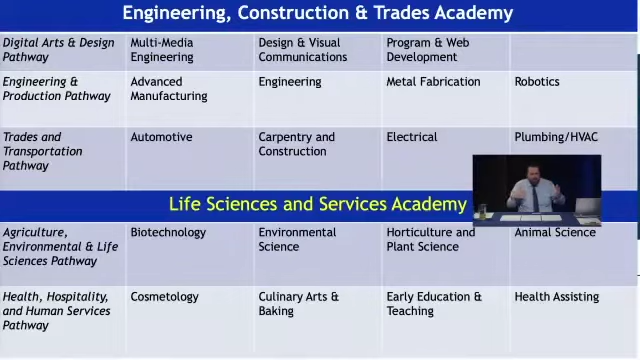 Engineering, Construction & Trades Academy
Digital Arts & Design Pathway
Multi-Media Engineering
Design & Visual Communications
Program & Web Development
Engineering & Production Pathway
Advanced Manufacturing
Engineering
Metal Fabrication
Robotics
Trades and Transportation Pathway
Automotive
Carpentry and Construction
Electrical
Plumbing/HVAC
Life Sciences and Services Academy
Agriculture, Environmental & Life Sciences Pathway
Biotechnology
Environmental Science
Horticulture and Plant Science
Animal Science
Health, Hospitality, and Human Services Pathway
Cosmetology
Culinary Arts & Baking
Early Education & Teaching
Health Assisting